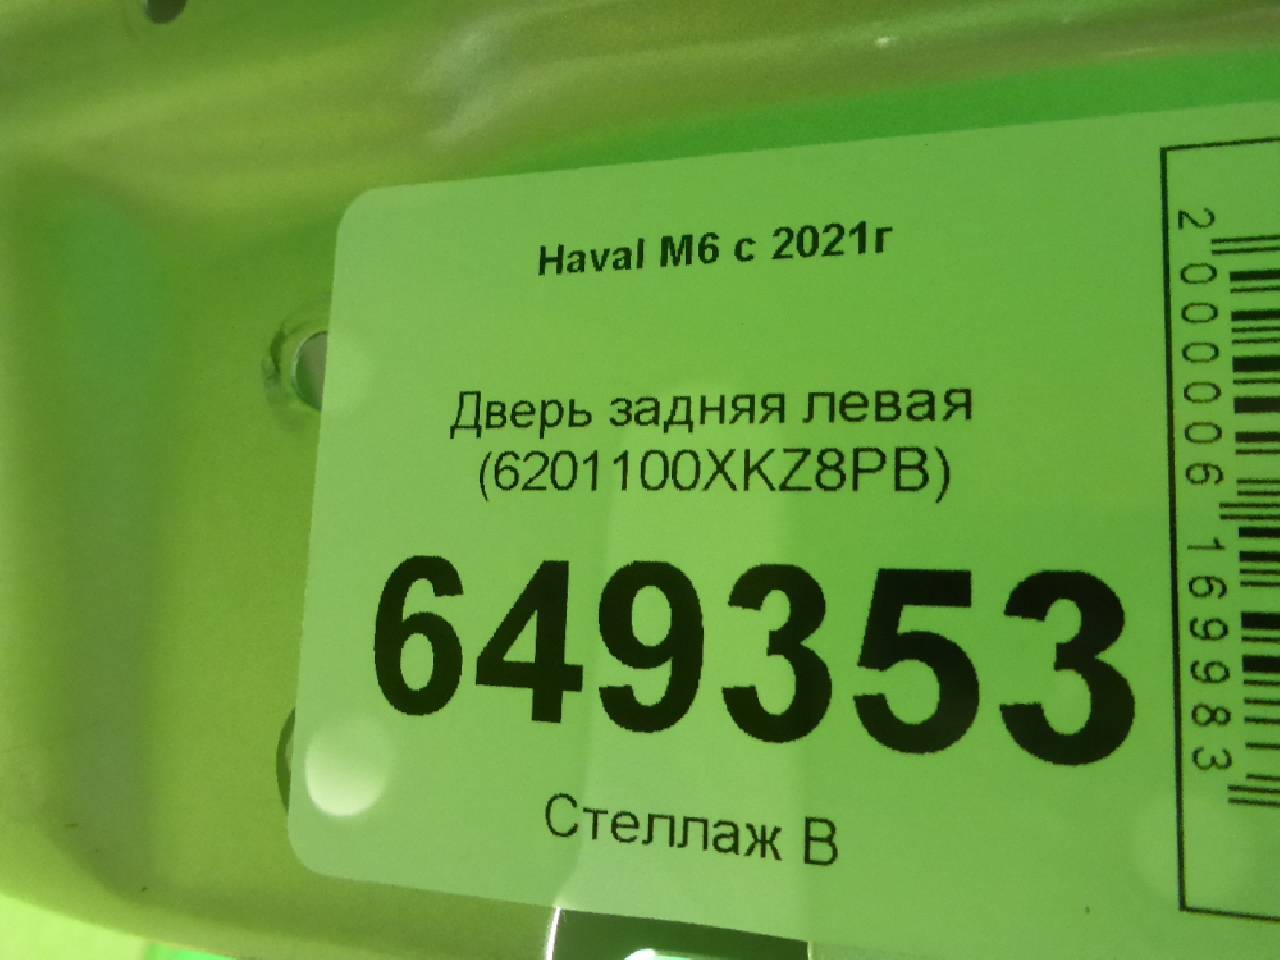 Haval M6 с 2021г
Дверь задняя левая
(6201100XKZ8PB)
649353
Стеллаж В
2000006169983